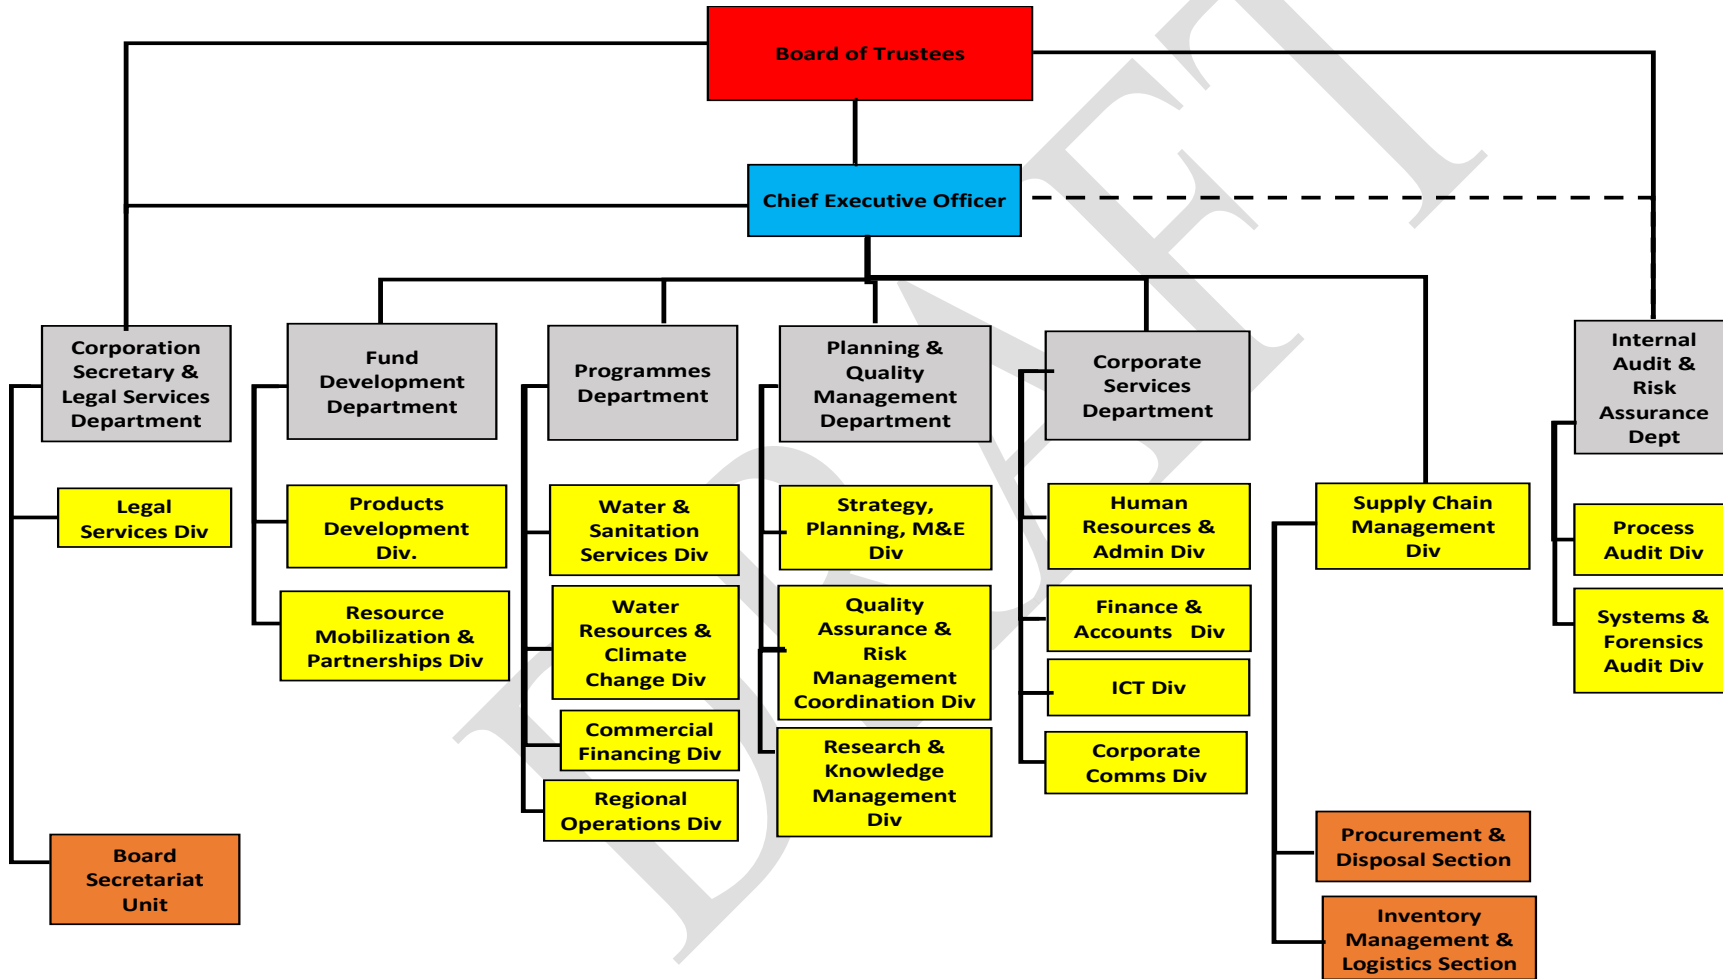 Board of Trustees
Chief Executive Officer
Corporation
Secretary &
Legal Services
Department
Fund
Development
Department
Programmes
Department
Planning &
Quality
Management
Department
Corporate
Services
Department
Internal
Audit &
Risk
Assurance
Dept
Legal
Services Div
Products
Development
Div.
Water &
Sanitation
Services Div
Strategy,
Planning, M&E
Div
Human
Resources &
Admin Div
Supply Chain
Management
Div
Process
Audit Div
Resource
Mobilization &
Partnerships Div
Water
Resources &
Climate
Change Div
Quality
Assurance &
Risk
Management
Coordination Div
Finance &
Accounts   Div
Systems &
Forensics
Audit Div
ICT Div
Commercial
Financing Div
Research &
Knowledge
Management
Div
Corporate
Comms Div
Regional
Operations Div
Board
Secretariat
Unit
Procurement &
Disposal Section
Inventory
Management &
Logistics Section
DRAFT